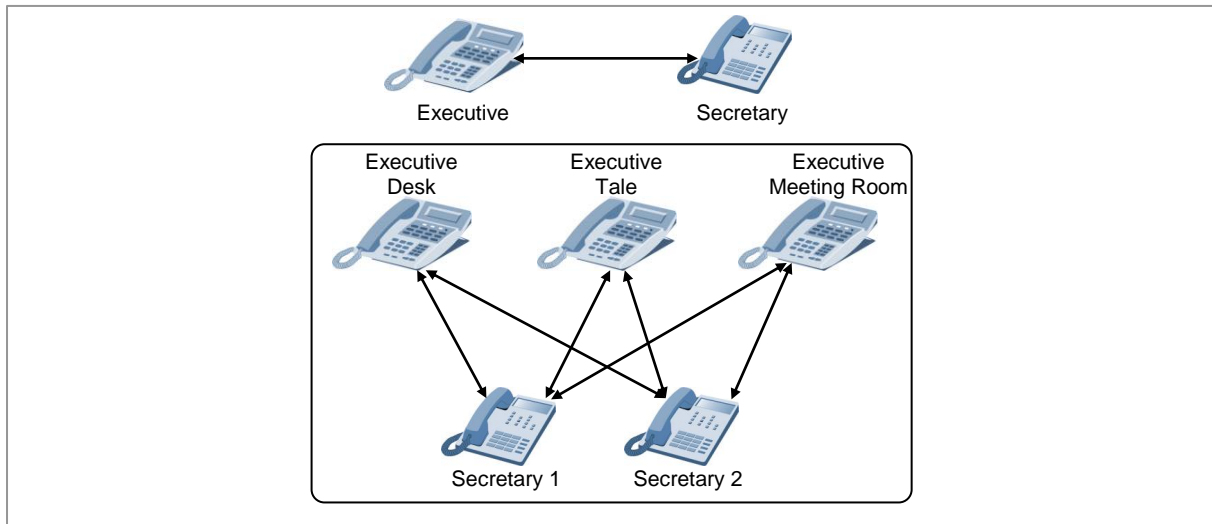 Executive
Secretary
Executive
Desk
Executive
Tale
Executive
Meeting Room
Secretary 1
Secretary 2